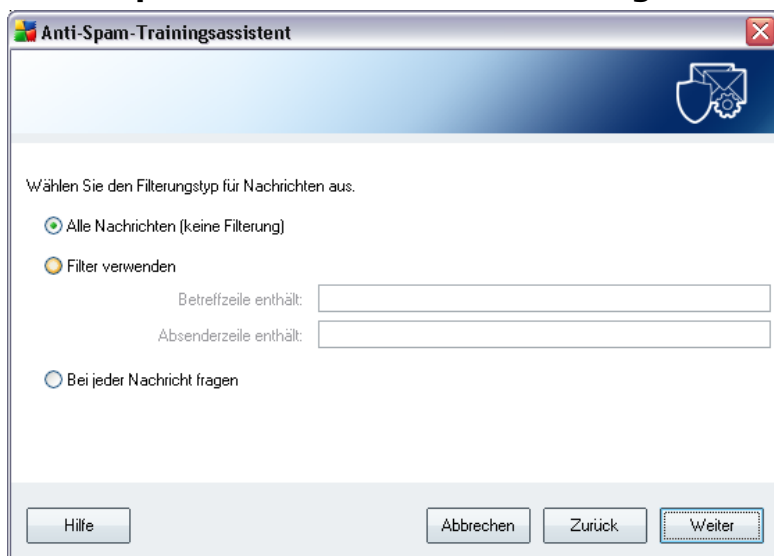 Anti-Spam-Trainingsassistent
Wählen Sie den Filterungstyp für Nachrichten aus.
Alle Nachrichten (keine Filterung)
Filter verwenden
Betreffzeile enthält:
Absenderzeile enthält:
Bei jeder Nachricht fragen
Hilfe
Abbrechen
Zurück
Weiter